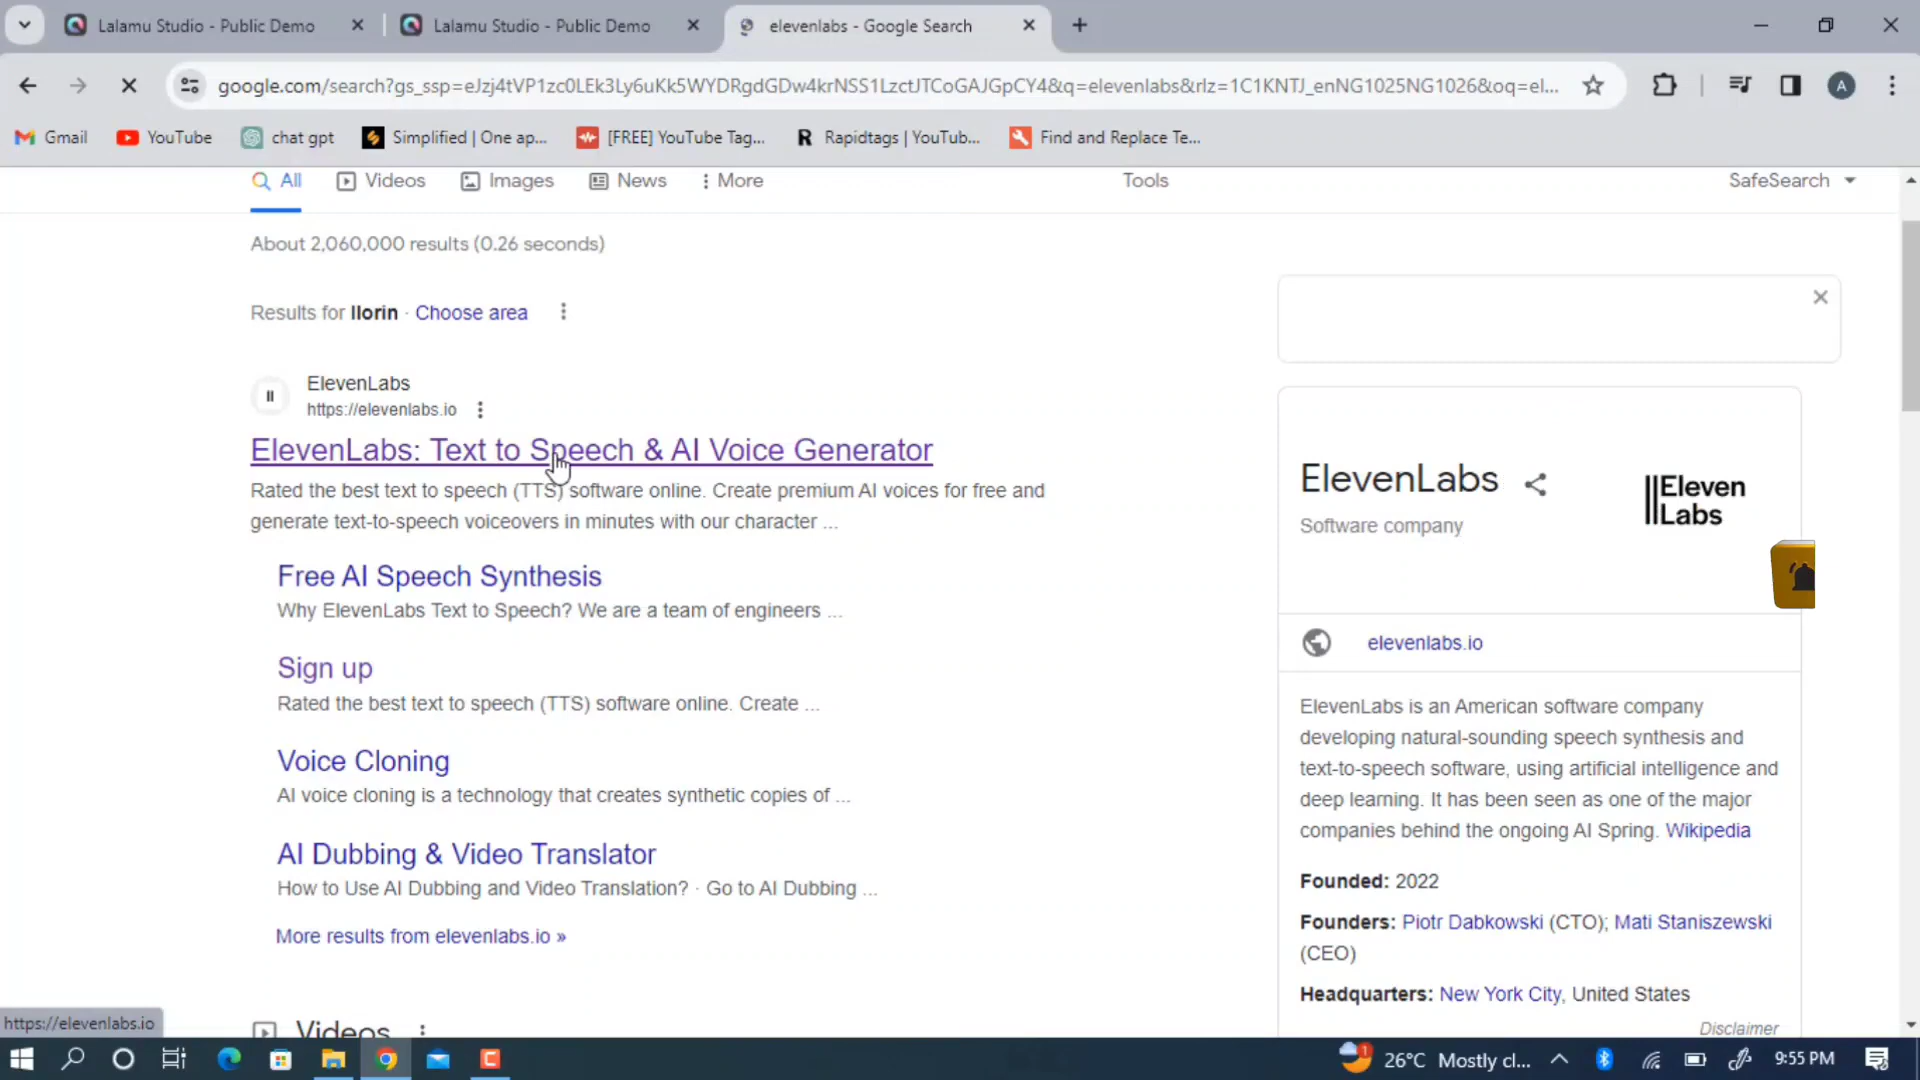 Lalamu Studio - Public Demo
Lalamu Studio - Public Demo
elevenlabs - Google Search
google.com/search?gs_ssp=eJzj4tVP1zc0LEk3Ly6uKk5WYDRgdGDw4krNSS1LzctJTCoGAJGpCY4&q=elevenlabs&rlz=1C1KNTJ_enNG1025NG1026&oq=el...
A
Gmail
YouTube
chat gpt
Simplified | One ap...
[FREE] YouTube Tag...
R
Rapidtags | YouTub...
Find and Replace Te...
All
Videos
Images
News
More
Tools
SafeSearch
About 2,060,000 results (0.26 seconds)
Results for Ilorin · Choose area
ElevenLabs
https://elevenlabs.io
ElevenLabs: Text to Speech & AI Voice Generator
Rated the best text to speech (TTS) software online. Create premium AI voices for free and
generate text-to-speech voiceovers in minutes with our character ...
Free AI Speech Synthesis
Why ElevenLabs Text to Speech? We are a team of engineers ...
Sign up
Rated the best text to speech (TTS) software online. Create ...
Voice Cloning
AI voice cloning is a technology that creates synthetic copies of ...
AI Dubbing & Video Translator
How to Use AI Dubbing and Video Translation? · Go to AI Dubbing ...
More results from elevenlabs.io »
Videos
ElevenLabs
Software company
||Eleven
||Labs
elevenlabs.io
ElevenLabs is an American software company
developing natural-sounding speech synthesis and
text-to-speech software, using artificial intelligence and
deep learning. It has been seen as one of the major
companies behind the ongoing AI Spring. Wikipedia
Founded: 2022
Founders: Piotr Dabkowski (CTO); Mati Staniszewski
(CEO)
Headquarters: New York City, United States
Disclaimer
https://elevenlabs.io
1
26°C Mostly cl...
9:55 PM